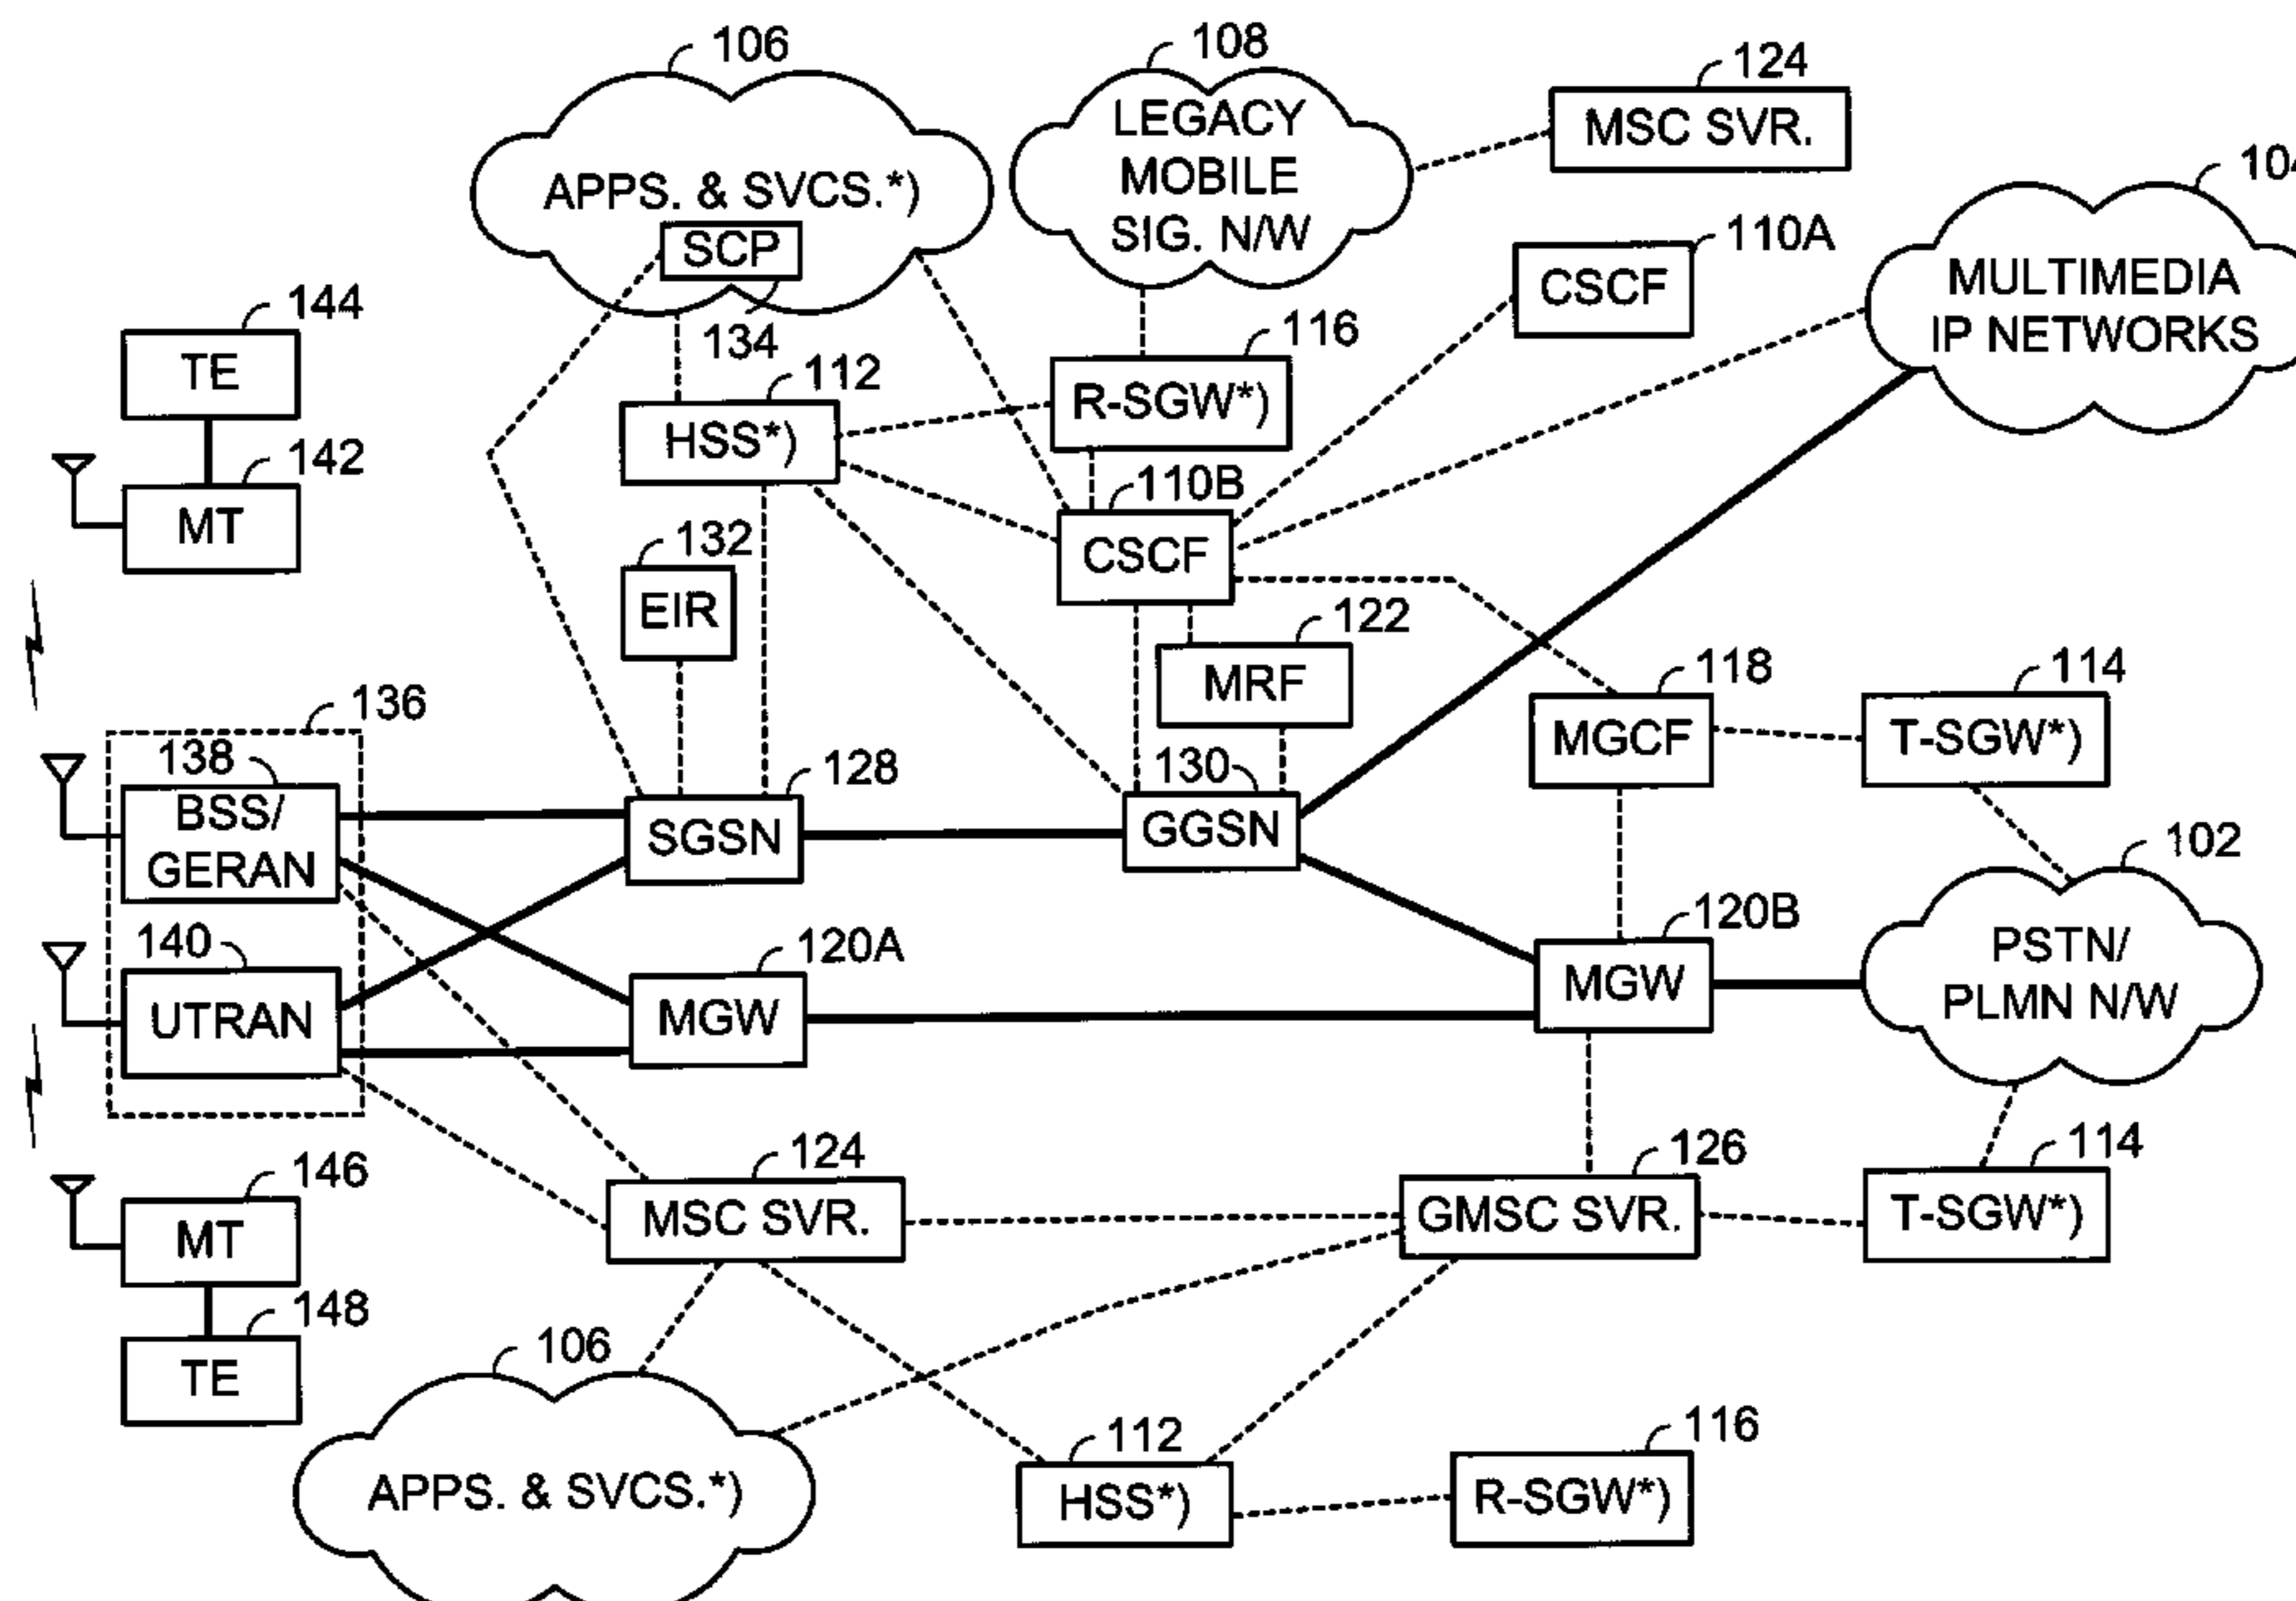 106
108
124
LEGACY
MOBILE
SIG. N/W
MSC SVR.
104
APPS. & SVCS.*)
SCP
134
110A
CSCF
MULTIMEDIA
IP NETWORKS
144
TE
142
MT
112
HSS*)
116
R-SGW*)
110B
CSCF
132
EIR
122
MRF
118
MGCF
114
T-SGW*)
136
138
BSS/
GERAN
128
SGSN
130
GGSN
102
PSTN/
PLMN N/W
140
UTRAN
120A
MGW
120B
MGW
146
MT
148
TE
124
MSC SVR.
126
GMSC SVR.
114
T-SGW*)
106
APPS. & SVCS.*)
112
HSS*)
116
R-SGW*)